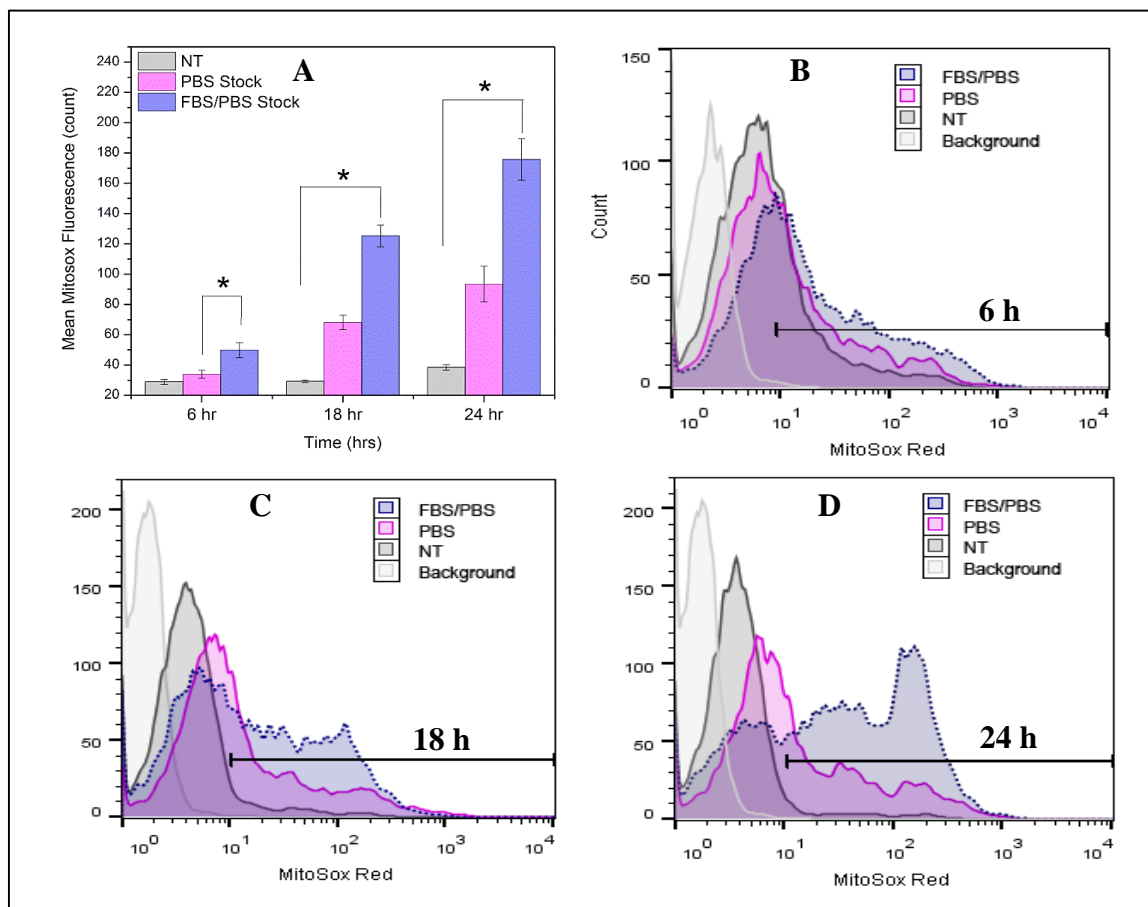 A
NT
PBS Stock
FBS/PBS Stock
*
*
*
Mean Mitosox Fluorescence (count)
240
220
200
180
160
140
120
100
80
60
40
20
6 hr
18 hr
24 hr
Time (hrs)
B
FBS/PBS
PBS
NT
Background
Count
150
100
50
0
6 h
10^0
10^1
10^2
10^3
10^4
MitoSox Red
C
FBS/PBS
PBS
NT
Background
200
150
100
50
0
18 h
10^0
10^1
10^2
10^3
10^4
MitoSox Red
D
FBS/PBS
PBS
NT
Background
200
150
100
50
0
24 h
10^0
10^1
10^2
10^3
10^4
MitoSox Red